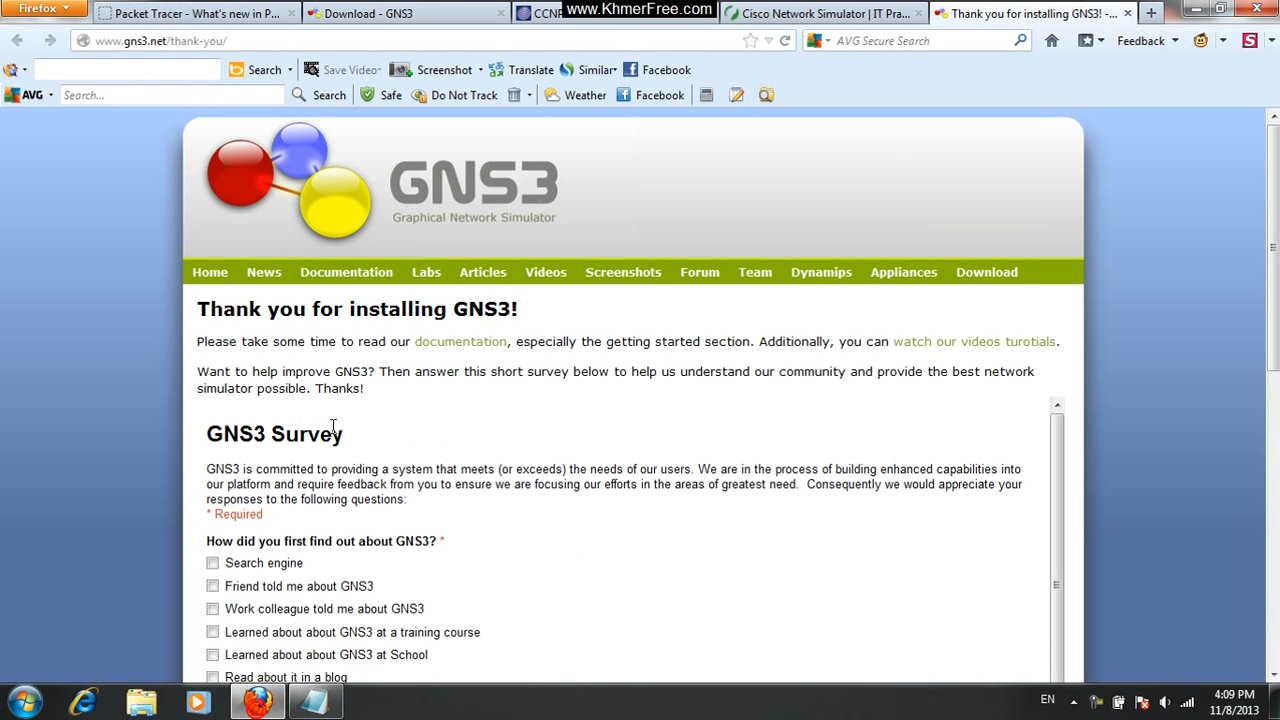 Firefox
Packet Tracer - What's new in P...
Download - GNS3
CCNP
www.KhmerFree.com
Cisco Network Simulator | IT Pra...
Thank you for installing GNS3! -...
www.gns3.net/thank-you/
AVG Secure Search
Feedback
Search
Save Video
Screenshot
Translate
Similar
Facebook
AVG
Search...
Search
Safe
Do Not Track
Weather
Facebook
GNS3
Graphical Network Simulator
Home News Documentation Labs Articles Videos Screenshots Forum Team Dynamips Appliances Download
Thank you for installing GNS3!
Please take some time to read our documentation, especially the getting started section. Additionally, you can watch our videos turotials.
Want to help improve GNS3? Then answer this short survey below to help us understand our community and provide the best network
simulator possible. Thanks!
GNS3 Survey
GNS3 is committed to providing a system that meets (or exceeds) the needs of our users. We are in the process of building enhanced capabilities into
our platform and require feedback from you to ensure we are focusing our efforts in the areas of greatest need. Consequently we would appreciate your
responses to the following questions:
* Required
How did you first find out about GNS3? *
Search engine
Friend told me about GNS3
Work colleague told me about GNS3
Learned about about GNS3 at a training course
Learned about about GNS3 at School
Read about it in a blog
EN
4:09 PM
11/8/2013